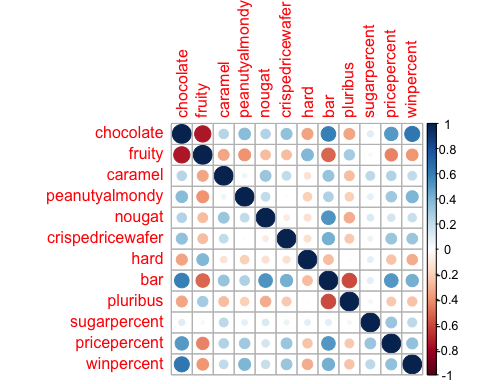 chocolate
fruity
caramel
peanutyalmondy
nougat
crispedricewafer
hard
bar
pluribus
sugarpercent
pricepercent
winpercent
chocolate
fruity
caramel
peanutyalmondy
nougat
crispedricewafer
hard
bar
pluribus
sugarpercent
pricepercent
winpercent
1
0.8
0.6
0.4
0.2
0
-0.2
-0.4
-0.6
-0.8
-1